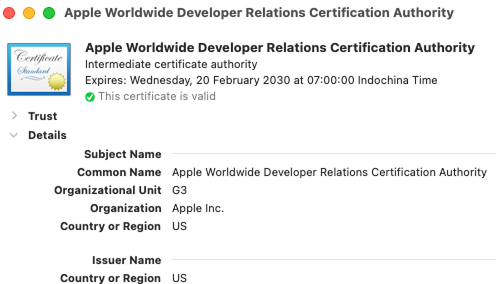 Apple Worldwide Developer Relations Certification Authority
Certificate
Standard
Apple Worldwide Developer Relations Certification Authority
Intermediate certificate authority
Expires: Wednesday, 20 February 2030 at 07:00:00 Indochina Time
This certificate is valid
Trust
Details
Subject Name
Common Name Apple Worldwide Developer Relations Certification Authority
Organizational Unit G3
Organization Apple Inc.
Country or Region US
Issuer Name
Country or Region US